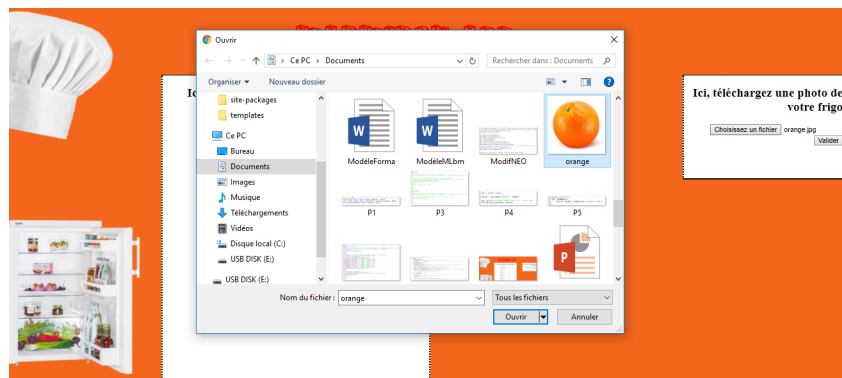 Ouvrir
Ce PC > Documents
Rechercher dans : Documents
Organiser
Nouveau dossier
site-packages
templates
Ce PC
Bureau
Documents
Images
Musique
Téléchargements
Vidéos
Disque local (C:)
USB DISK (E:)
USB DISK (E:)
ModèleForma
ModèleMLbm
ModifNEO
orange
P1
P3
P4
P5
Nom du fichier :
orange
Tous les fichiers
Ouvrir
Annuler
Ic
Ici, téléchargez une photo de
votre frigo
Choisissez un fichier
orange.jpg
Valider